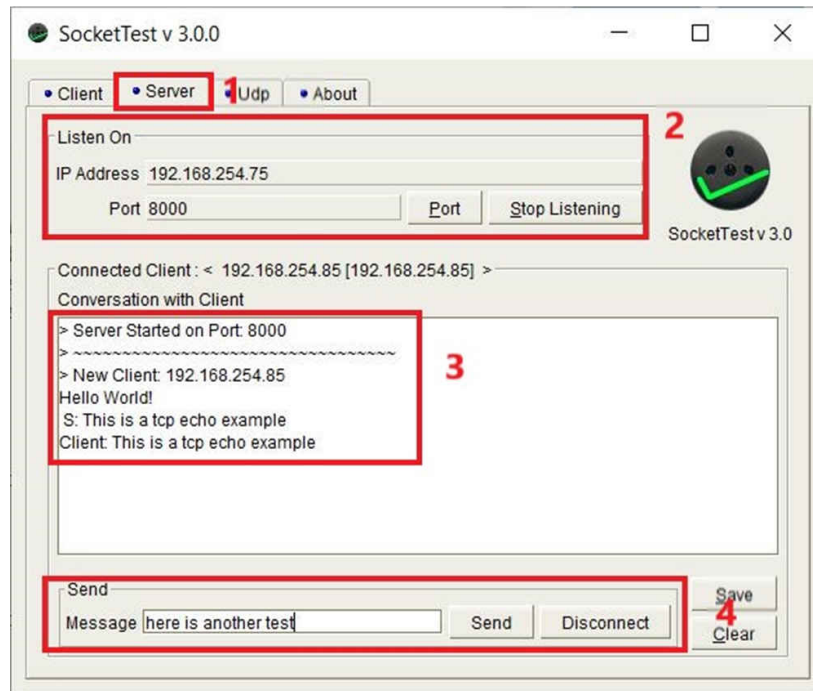 SocketTest v 3.0.0
Client Server 1 Udp About
2
Listen On
IP Address 192.168.254.75
Port 8000 Port Stop Listening
SocketTest v 3.0
Connected Client : < 192.168.254.85 [192.168.254.85] >
Conversation with Client
> Server Started on Port: 8000
> ~~~~~~~~~~~~~~~~~~~~~~~~~~~~~~~~~
> New Client: 192.168.254.85
3
Hello World!
S: This is a tcp echo example
Client: This is a tcp echo example
Send
Message here is another test Send Disconnect
Save
4
Clear